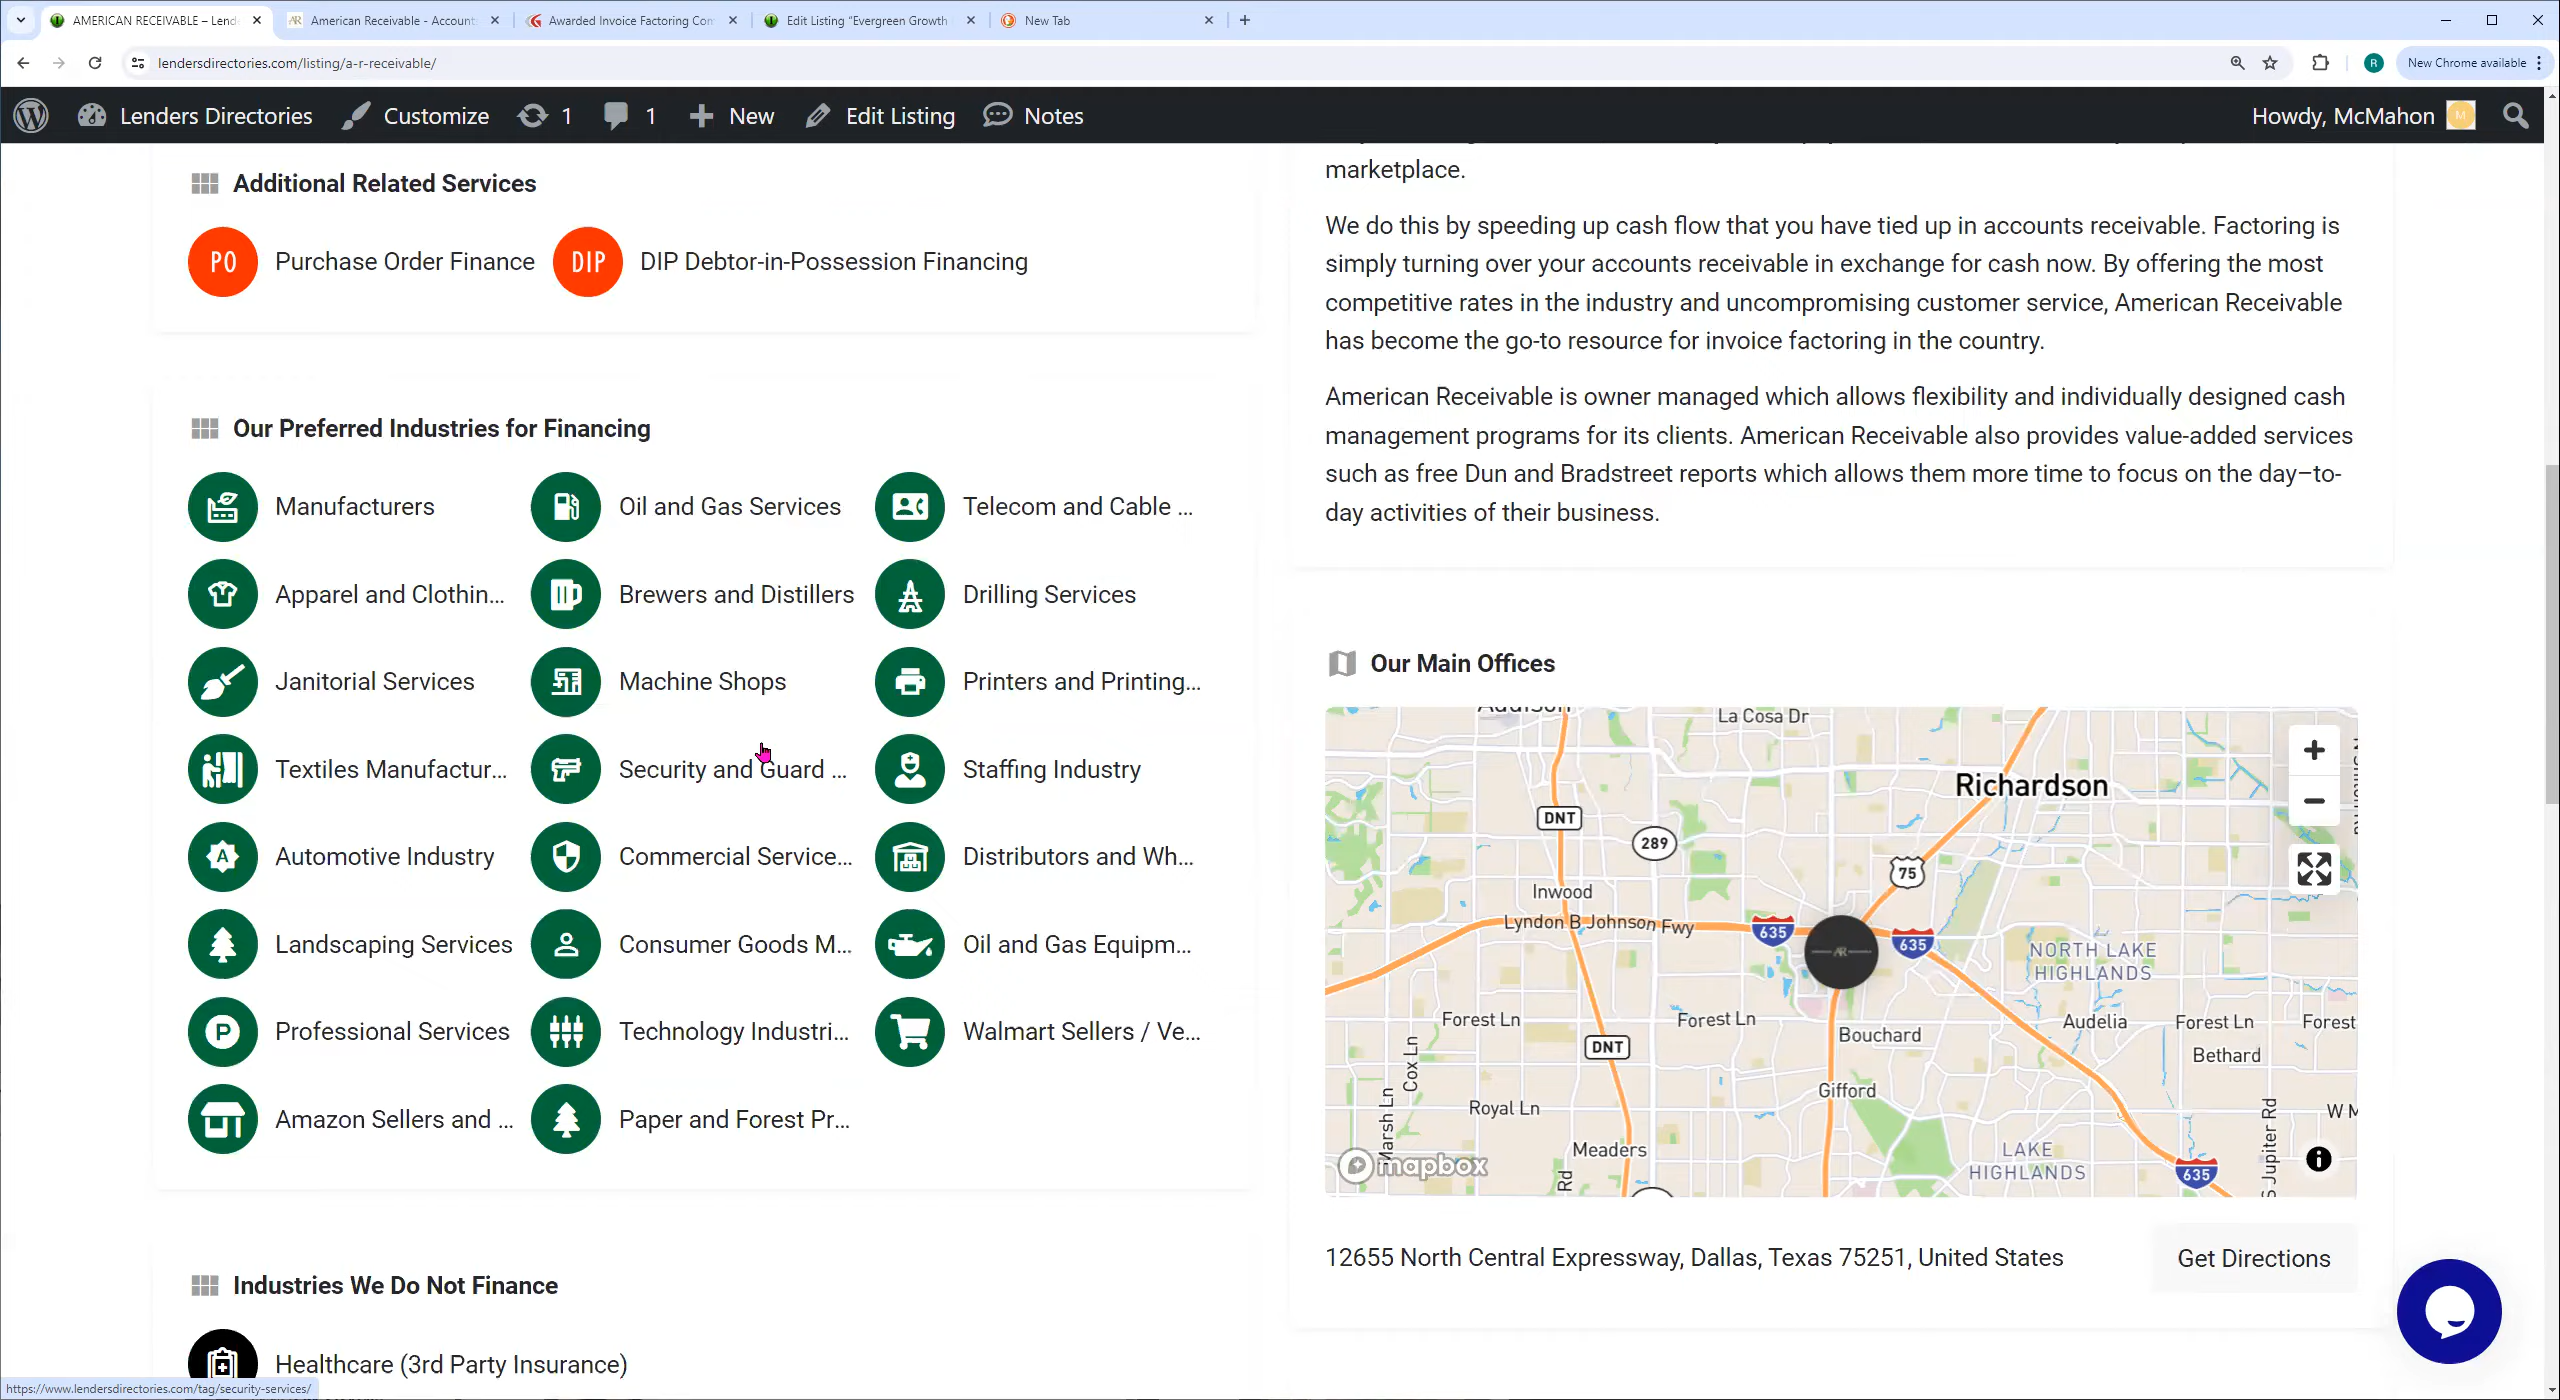 AMERICAN RECEIVABLE – Lend
American Receivable - Account
Awarded Invoice Factoring Com
Edit Listing “Evergreen Growth
New Tab
lendersdirectories.com/listing/a-r-receivable/
R
New Chrome available
Lenders Directories
Customize
1
1
New
Edit Listing
Notes
Howdy, McMahon
M
Additional Related Services
PO
Purchase Order Finance
DIP
DIP Debtor-in-Possession Financing
Our Preferred Industries for Financing
Manufacturers
Oil and Gas Services
Telecom and Cable ...
Apparel and Clothin...
Brewers and Distillers
Drilling Services
Janitorial Services
Machine Shops
Printers and Printing...
Textiles Manufactur...
Security and Guard ...
Staffing Industry
A
Automotive Industry
Commercial Service...
Distributors and Wh...
Landscaping Services
Consumer Goods M...
Oil and Gas Equipm...
P
Professional Services
Technology Industri...
Walmart Sellers / Ve...
Amazon Sellers and ...
Paper and Forest Pr...
Industries We Do Not Finance
Healthcare (3rd Party Insurance)
https://www.lendersdirectories.com/tag/security-services/
marketplace.
We do this by speeding up cash flow that you have tied up in accounts receivable. Factoring is
simply turning over your accounts receivable in exchange for cash now. By offering the most
competitive rates in the industry and uncompromising customer service, American Receivable
has become the go-to resource for invoice factoring in the country.
American Receivable is owner managed which allows flexibility and individually designed cash
management programs for its clients. American Receivable also provides value-added services
such as free Dun and Bradstreet reports which allows them more time to focus on the day–to-
day activities of their business.
Our Main Offices
Addison
La Cosa Dr
Richardson
DNT
289
75
Inwood
Lyndon B Johnson Fwy
635
AR
635
NORTH LAKE
HIGHLANDS
Forest Ln
Forest Ln
Bouchard
Audelia
Forest Ln
Forest
DNT
Bethard
Cox Ln
Gifford
Marsh Ln
Royal Ln
W M
Meaders
LAKE
HIGHLANDS
S Jupiter Rd
Rd
635
mapbox
12655 North Central Expressway, Dallas, Texas 75251, United States
Get Directions